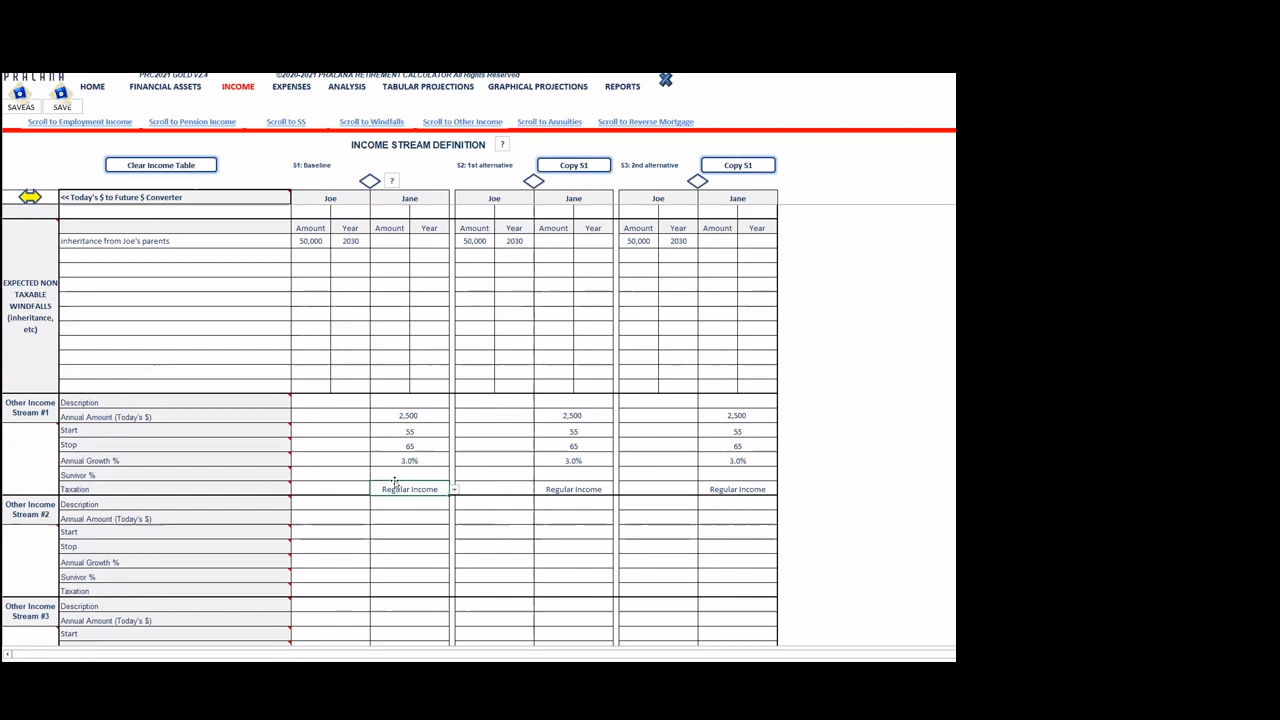 PRALANA PRC2021 GOLD v2.4 ©2020-2021 PRALANA RETIREMENT CALCULATOR All Rights Reserved
HOME FINANCIAL ASSETS INCOME EXPENSES ANALYSIS TABULAR PROJECTIONS GRAPHICAL PROJECTIONS REPORTS
SAVEAS SAVE
Scroll to Employment Income Scroll to Pension Income Scroll to SS Scroll to Windfalls Scroll to Other Income Scroll to Annuities Scroll to Reverse Mortgage
INCOME STREAM DEFINITION ?
Clear Income Table S1: Baseline S2: 1st alternative Copy S1 S3: 2nd alternative Copy S1
?
<< Today's $ to Future $ Converter Joe Jane Joe Jane Joe Jane
Amount Year Amount Year Amount Year Amount Year Amount Year Amount Year
inheritance from Joe's parents 50,000 2030 50,000 2030 50,000 2030
EXPECTED NON
TAXABLE
WINDFALLS
(inheritance,
etc)
Other Income
Stream #1
Description
Annual Amount (Today's $) 2,500 2,500 2,500
Start 55 55 55
Stop 65 65 65
Annual Growth % 3.0% 3.0% 3.0%
Survivor %
Taxation Regular Income Regular Income Regular Income
Other Income
Stream #2
Description
Annual Amount (Today's $)
Start
Stop
Annual Growth %
Survivor %
Taxation
Other Income
Stream #3
Description
Annual Amount (Today's $)
Start